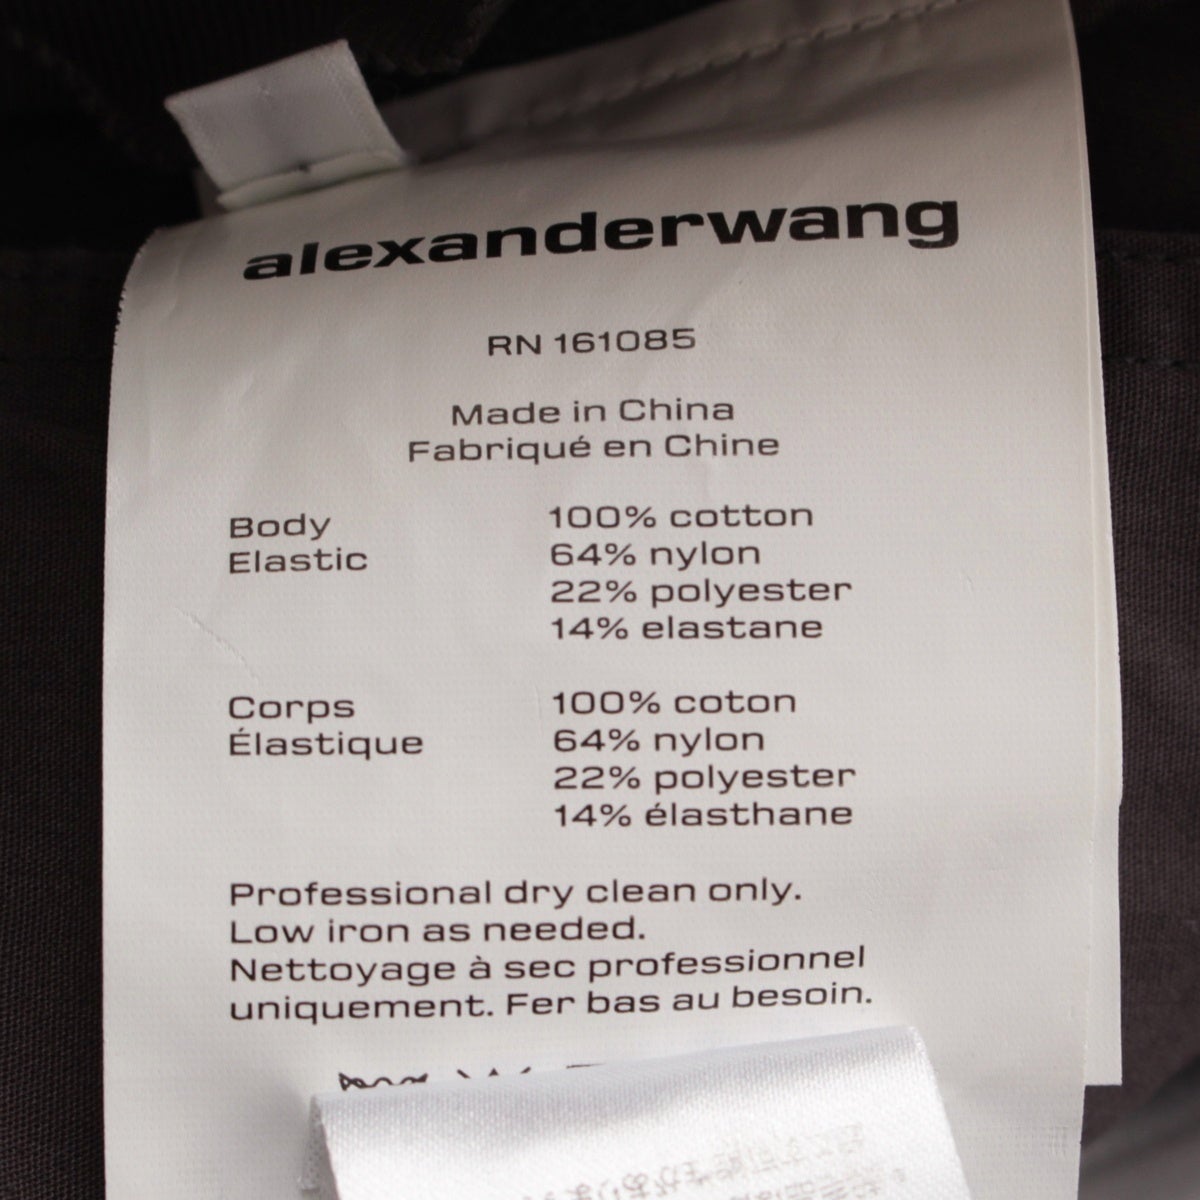 alexanderwang
RN 161085
Made in China
Fabriqué en Chine
Body 100% cotton
Elastic 64% nylon
22% polyester
14% elastane
Corps 100% coton
Élastique 64% nylon
22% polyester
14% élasthane
Professional dry clean only.
Low iron as needed.
Nettoyage à sec professionnel
uniquement. Fer bas au besoin.